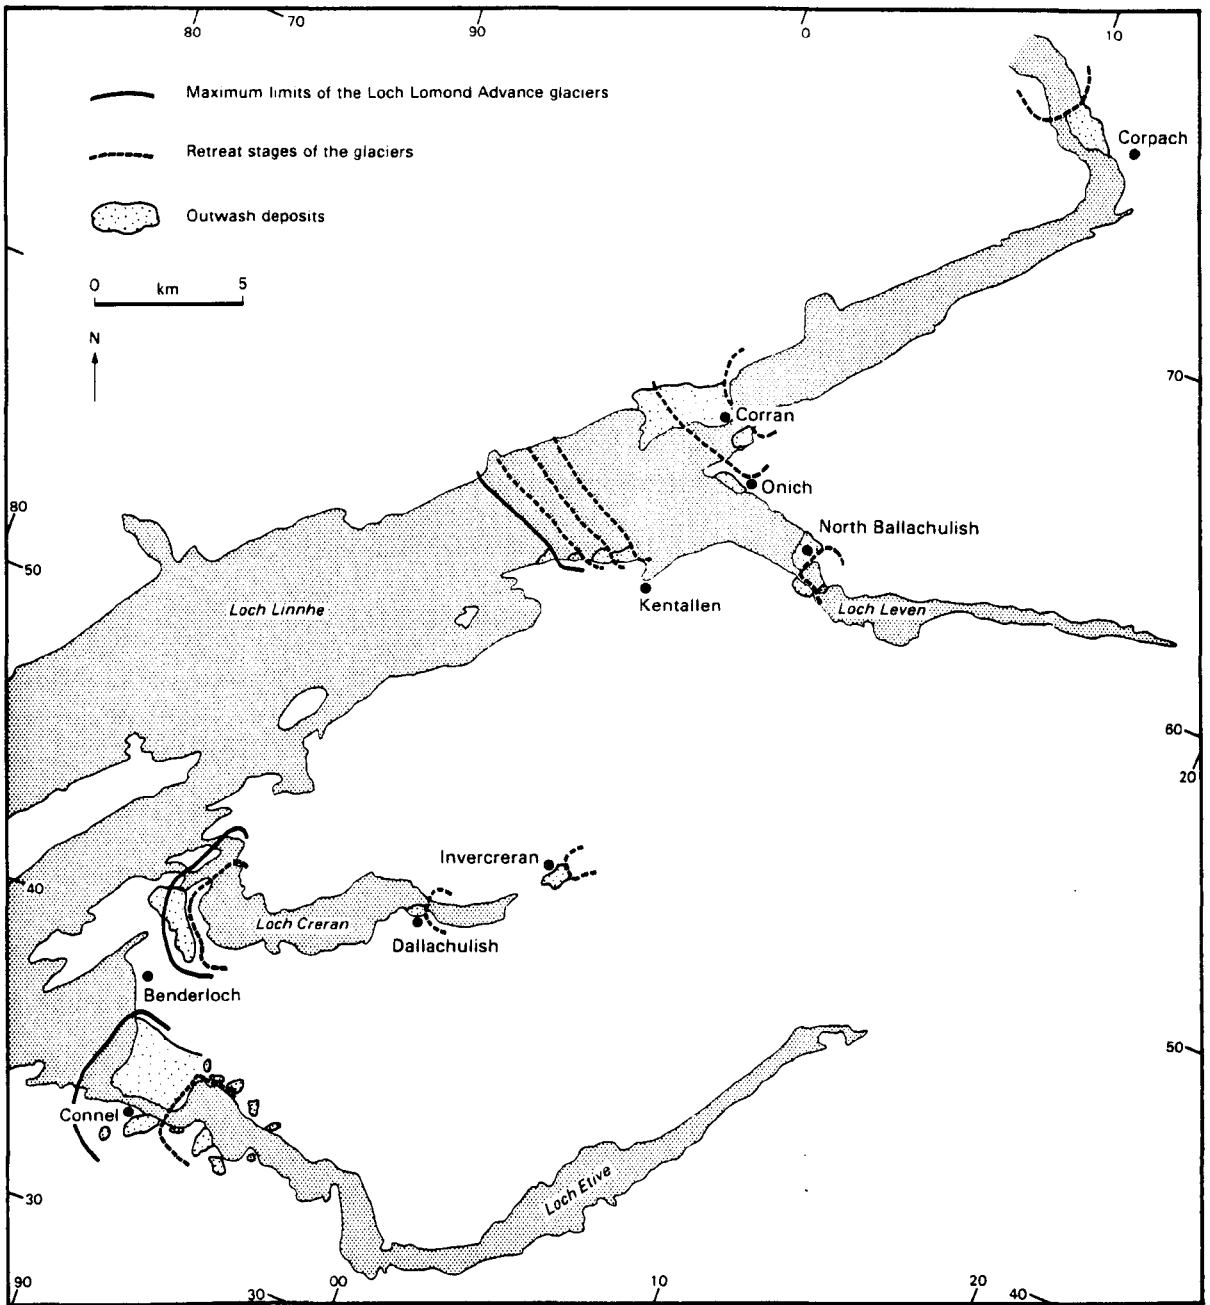 80
70
90
0
10
Maximum limits of the Loch Lomond Advance glaciers
Corpach
Retreat stages of the glaciers
Outwash deposits
0 km 5
N
70
Corran
Onich
80
North Ballachulish
50
Loch Linnhe
Kentallen
Loch Leven
60
20
Invercreran
40
Loch Creran
Dallachulish
Benderloch
50
Connel
Loch Etive
30
90
30
00
10
20
40